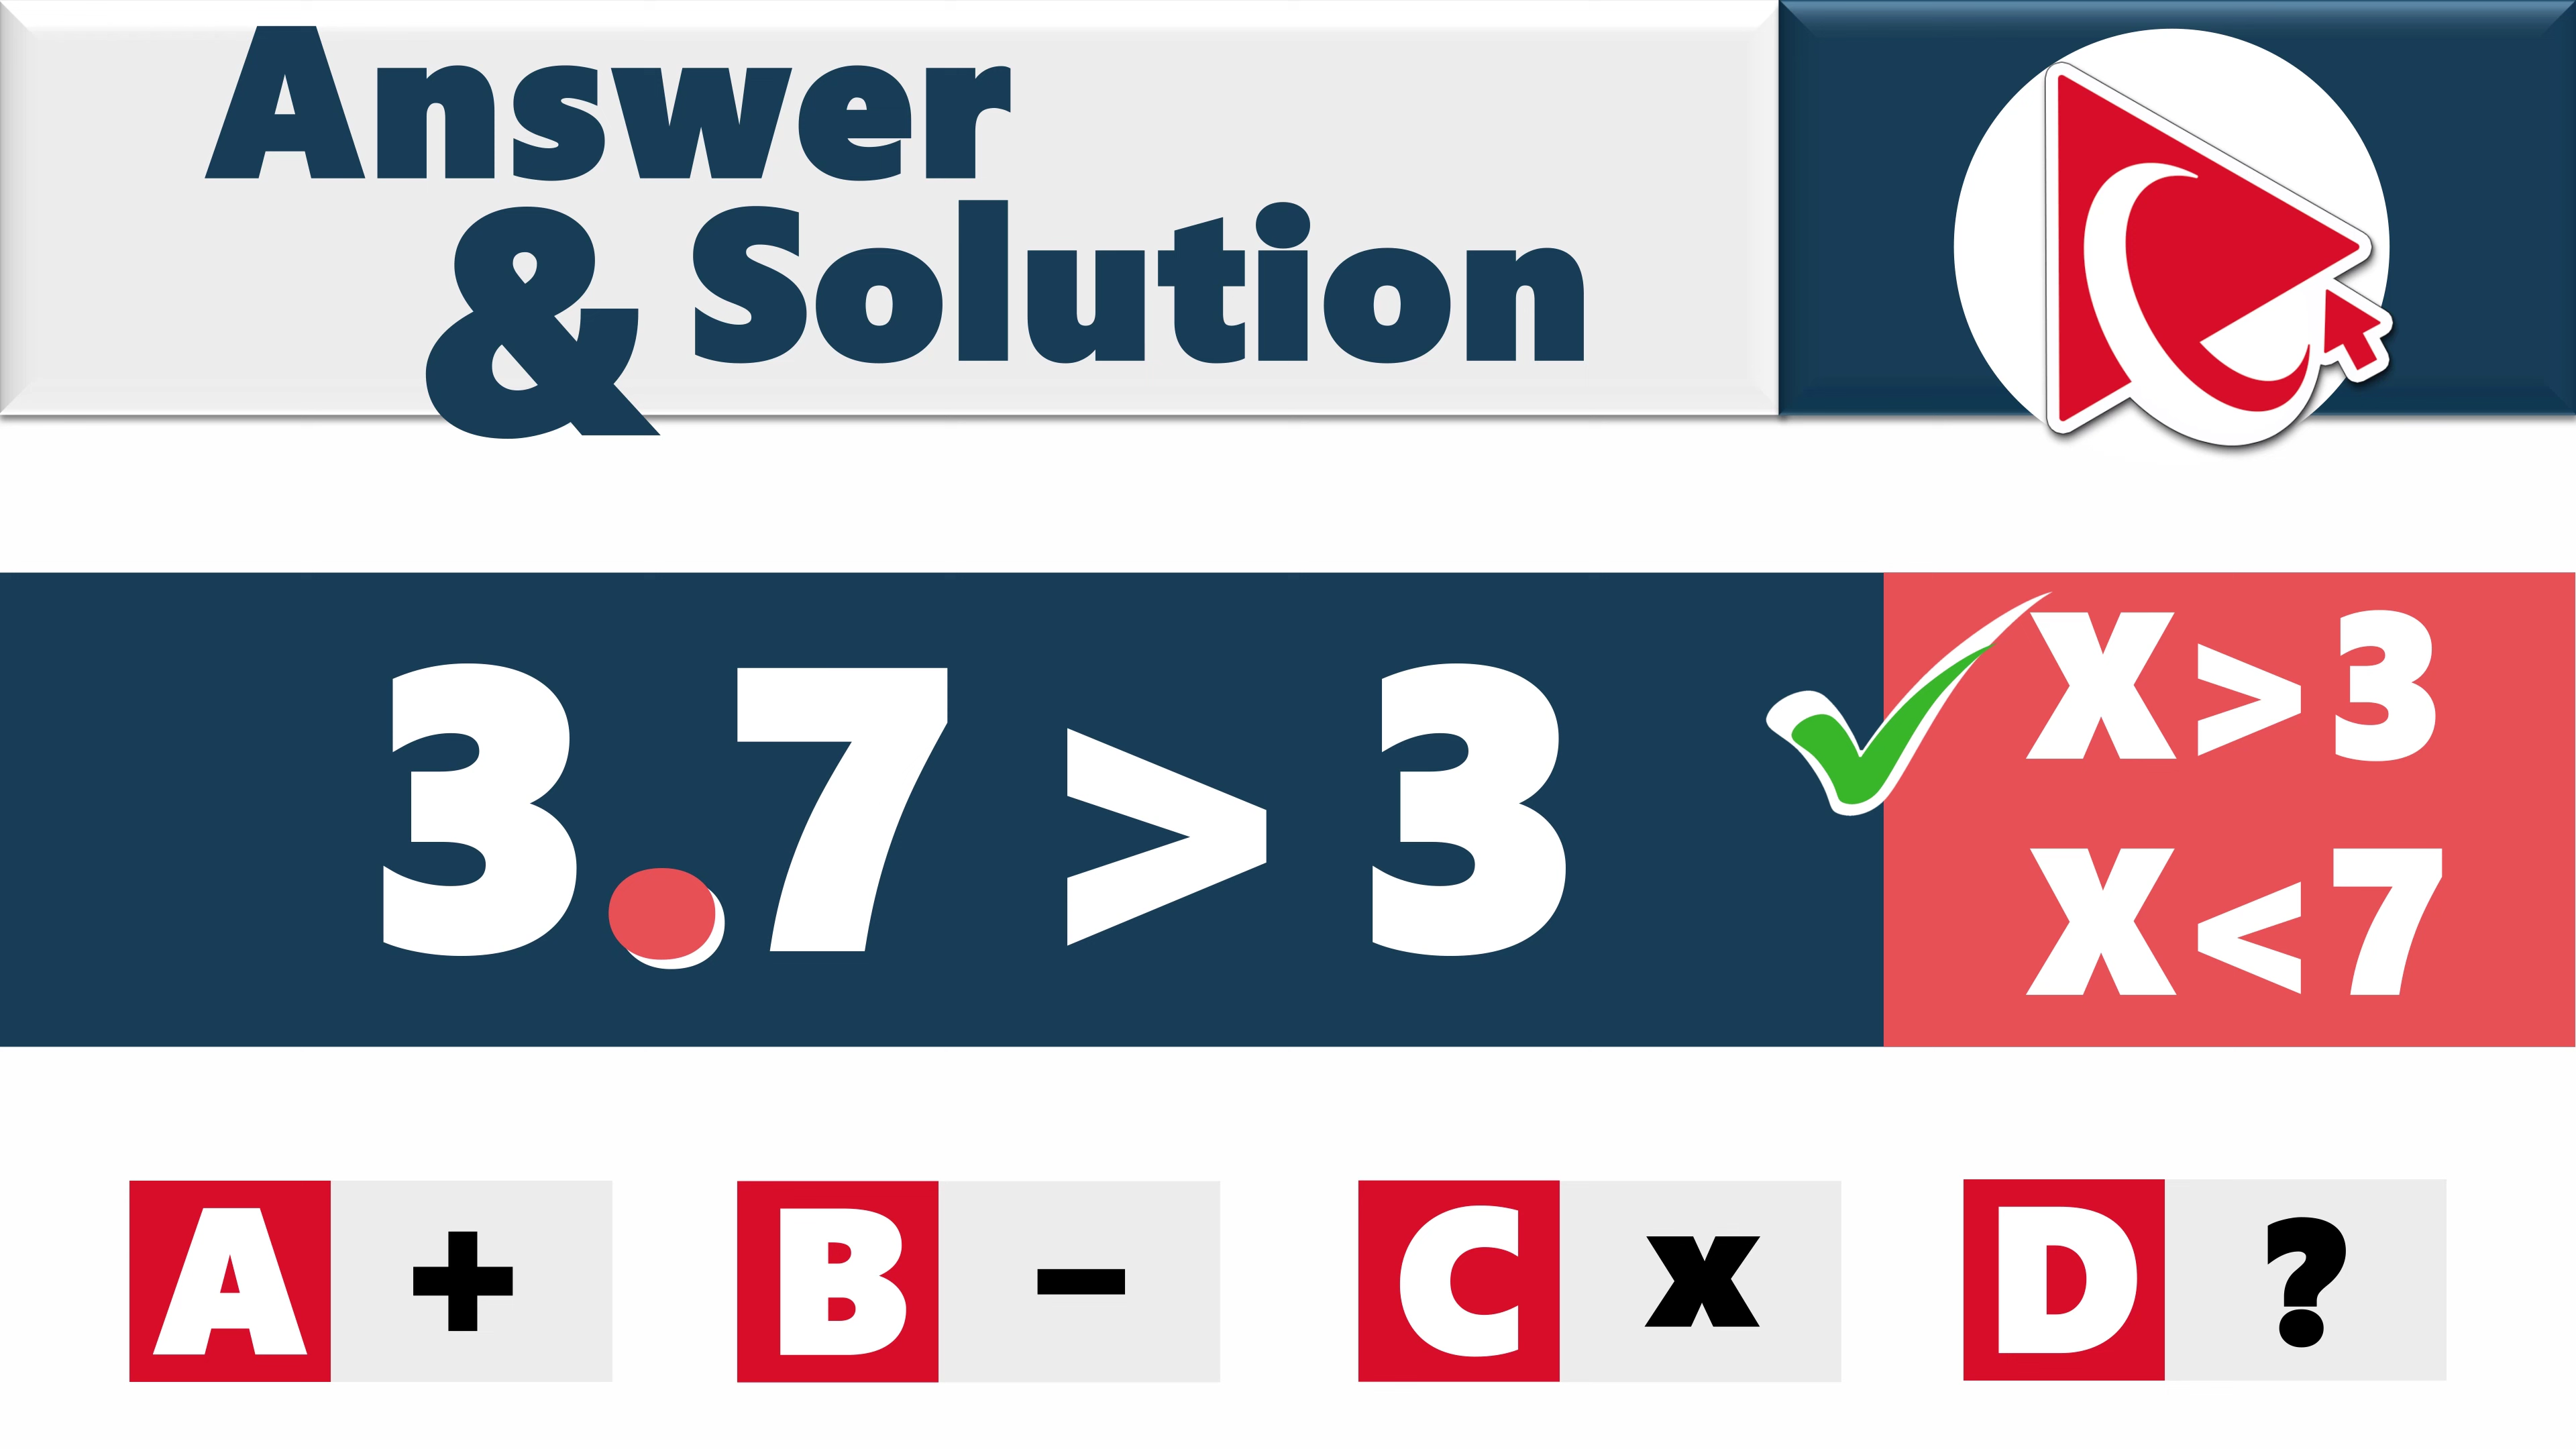 Answer
& Solution
3.7 > 3
X > 3
X < 7
A +
B −
C x
D ?